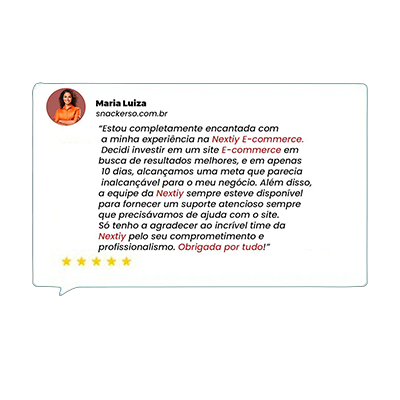 Maria Luiza
snackerso.com.br
“Estou completamente encantada com
a minha experiência na Nextiy E-commerce.
Decidi investir em um site E-commerce em
busca de resultados melhores, e em apenas
10 dias, alcançamos uma meta que parecia
inalcançável para o meu negócio. Além disso,
a equipe da Nextiy sempre esteve disponível
para fornecer um suporte atencioso sempre
que precisávamos de ajuda com o site.
Só tenho a agradecer ao incrível time da
Nextiy pelo seu comprometimento e
profissionalismo. Obrigada por tudo!”